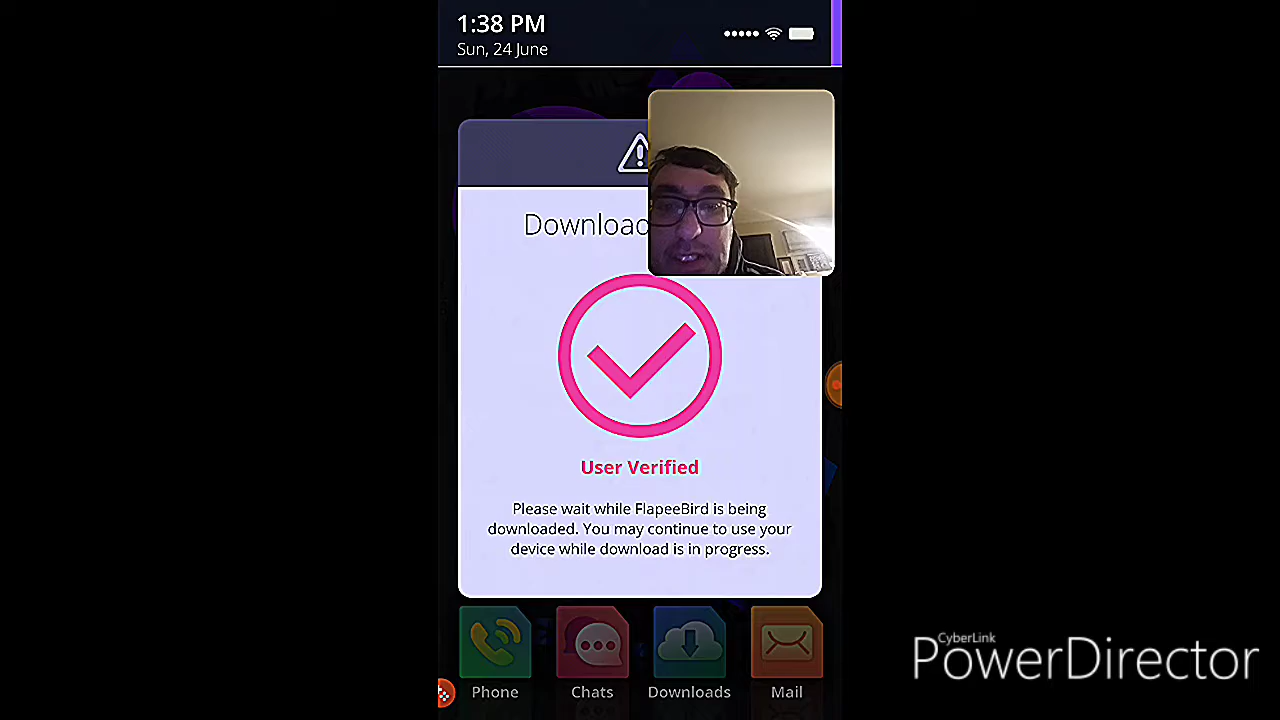 1:38 PM
Sun, 24 June
Downloa
User Verified
Please wait while FlapeeBird is being
downloaded. You may continue to use your
device while download is in progress.
Phone
Chats
Downloads
Mail
CyberLink
PowerDirector